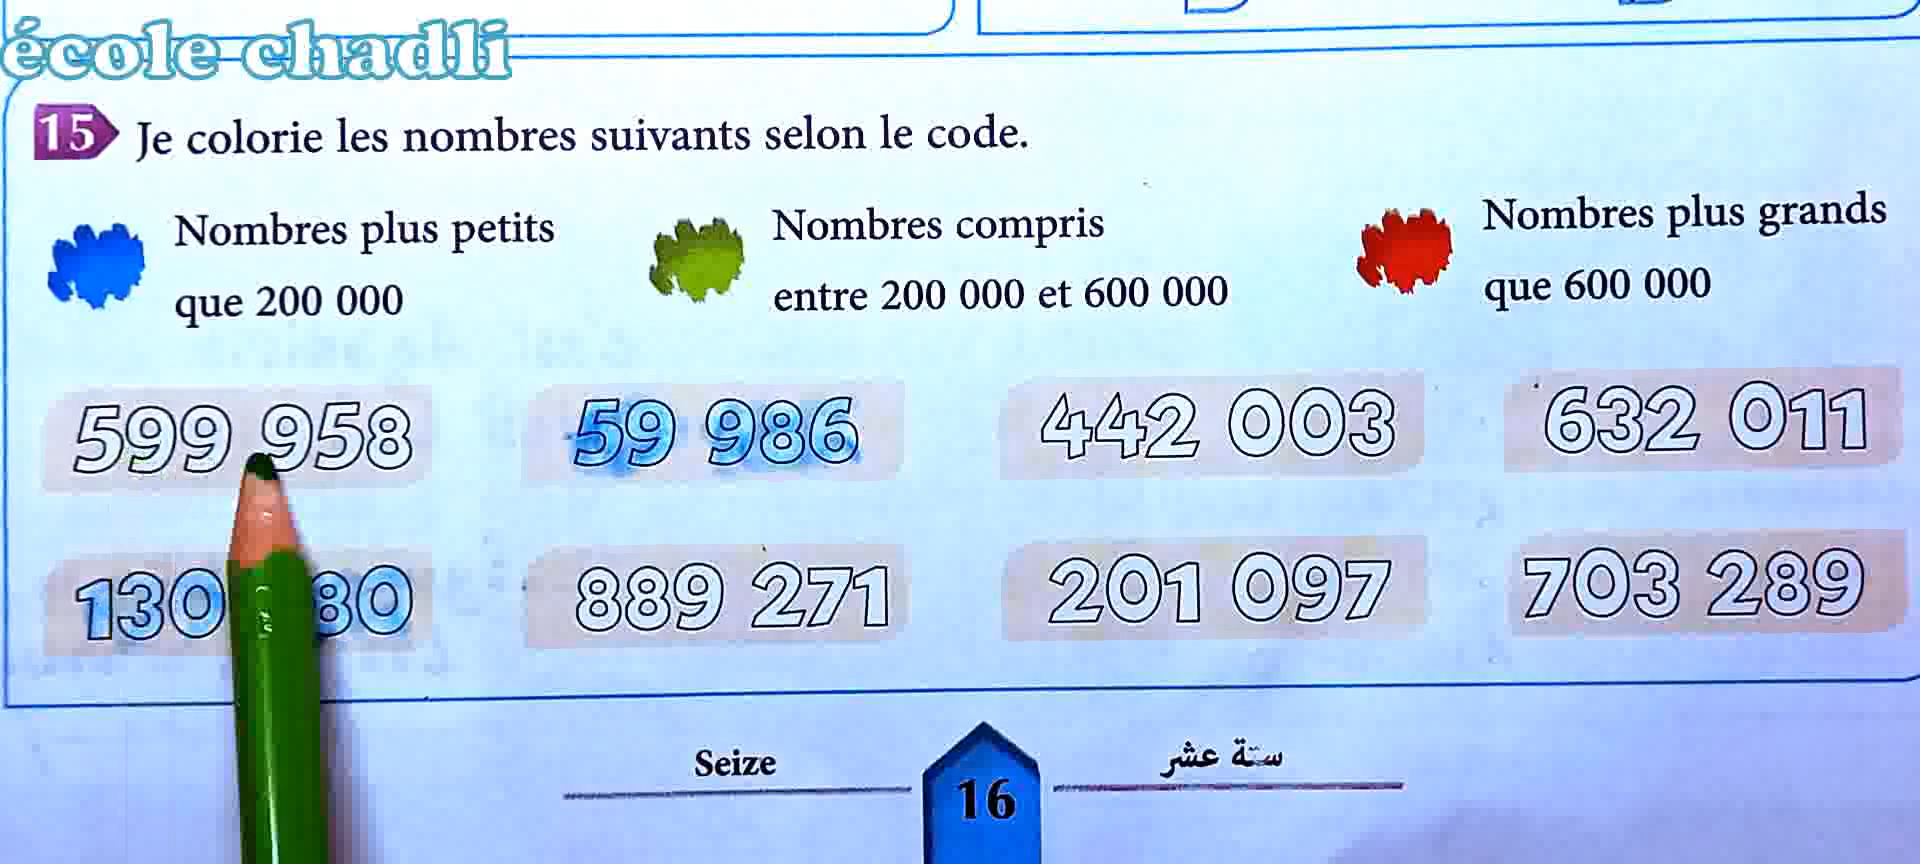 école chadli
15 Je colorie les nombres suivants selon le code.
Nombres plus petits
que 200 000
Nombres compris
entre 200 000 et 600 000
Nombres plus grands
que 600 000
599 958 59 986 442 003 632 011
130 80 889 271 201 097 703 289
Seize 16 ستة عشر